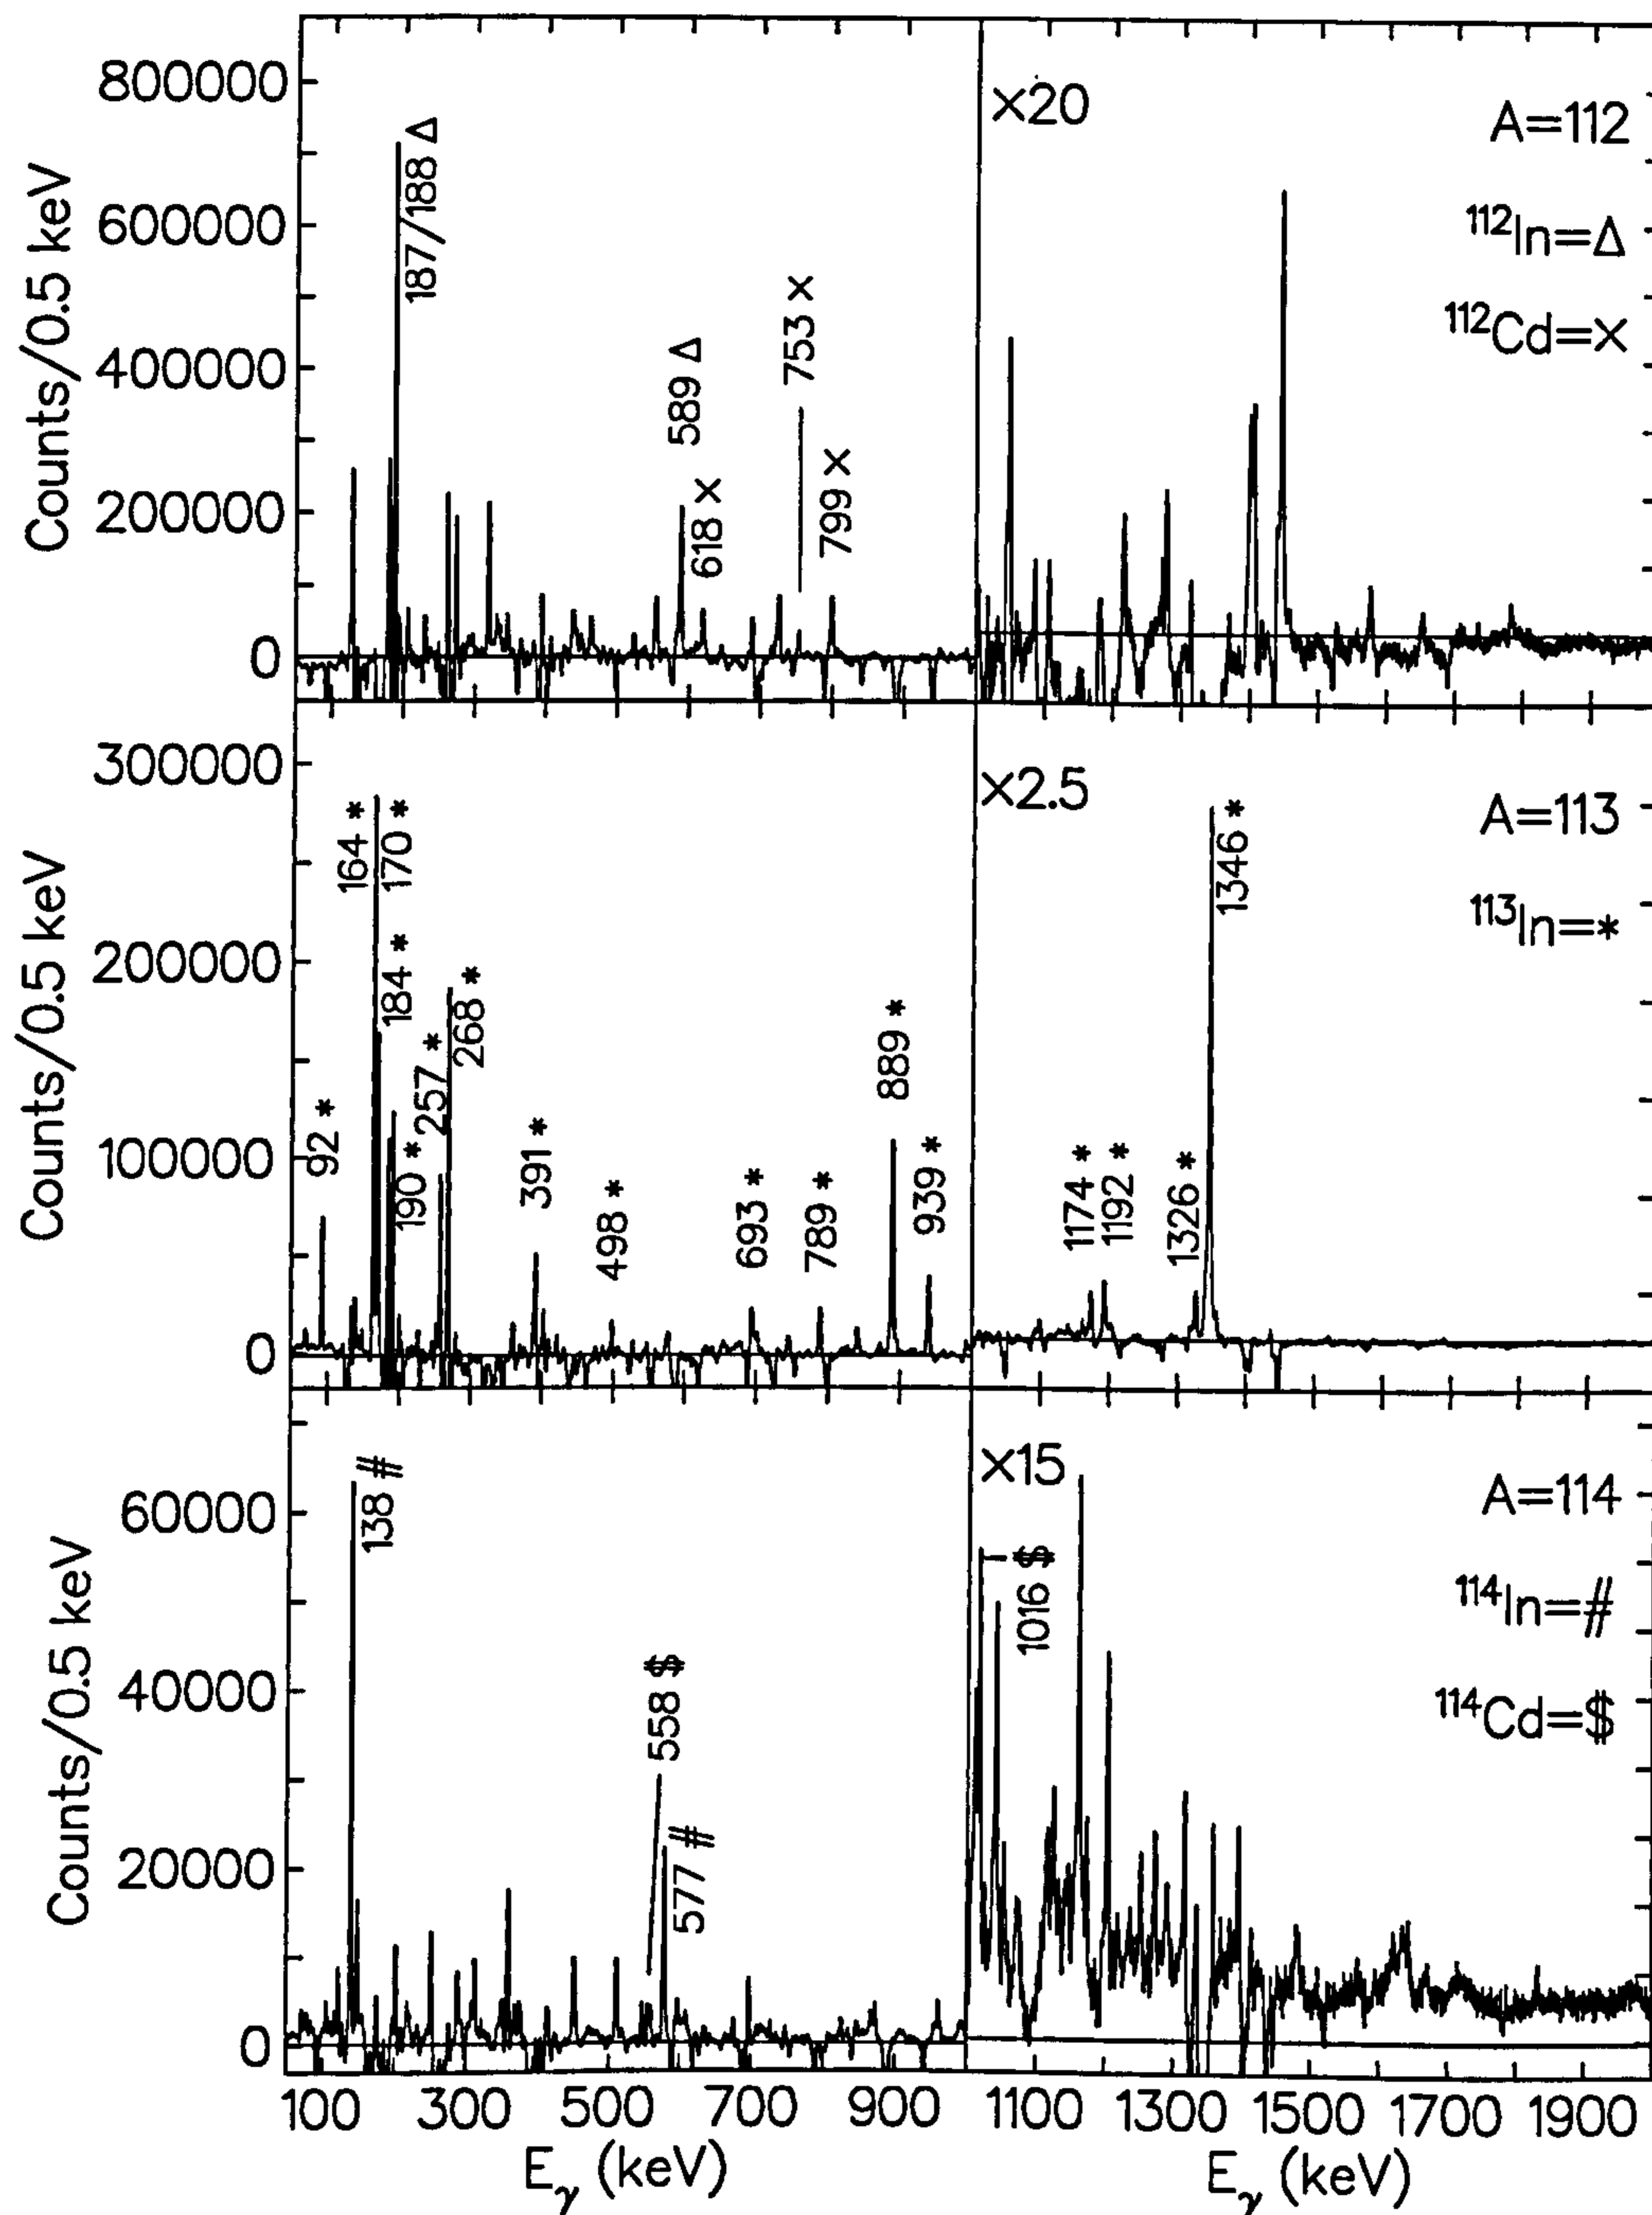 Counts/0.5 keV
800000
600000
400000
200000
0
187/188 Δ
589 Δ
618 ×
753 ×
799 ×
×20
A=112
¹¹²In=Δ
¹¹²Cd=×
Counts/0.5 keV
300000
200000
100000
0
92 *
164 *
170 *
184 *
190 *
257 *
268 *
391 *
498 *
693 *
789 *
889 *
939 *
×2.5
1174 *
1192 *
1326 *
1346 *
A=113
¹¹³In=*
Counts/0.5 keV
60000
40000
20000
0
138 #
558 $
577 #
×15
1016 $
A=114
¹¹⁴In=#
¹¹⁴Cd=$
100 300 500 700 900 1100 1300 1500 1700 1900
Eᵧ (keV) Eᵧ (keV)